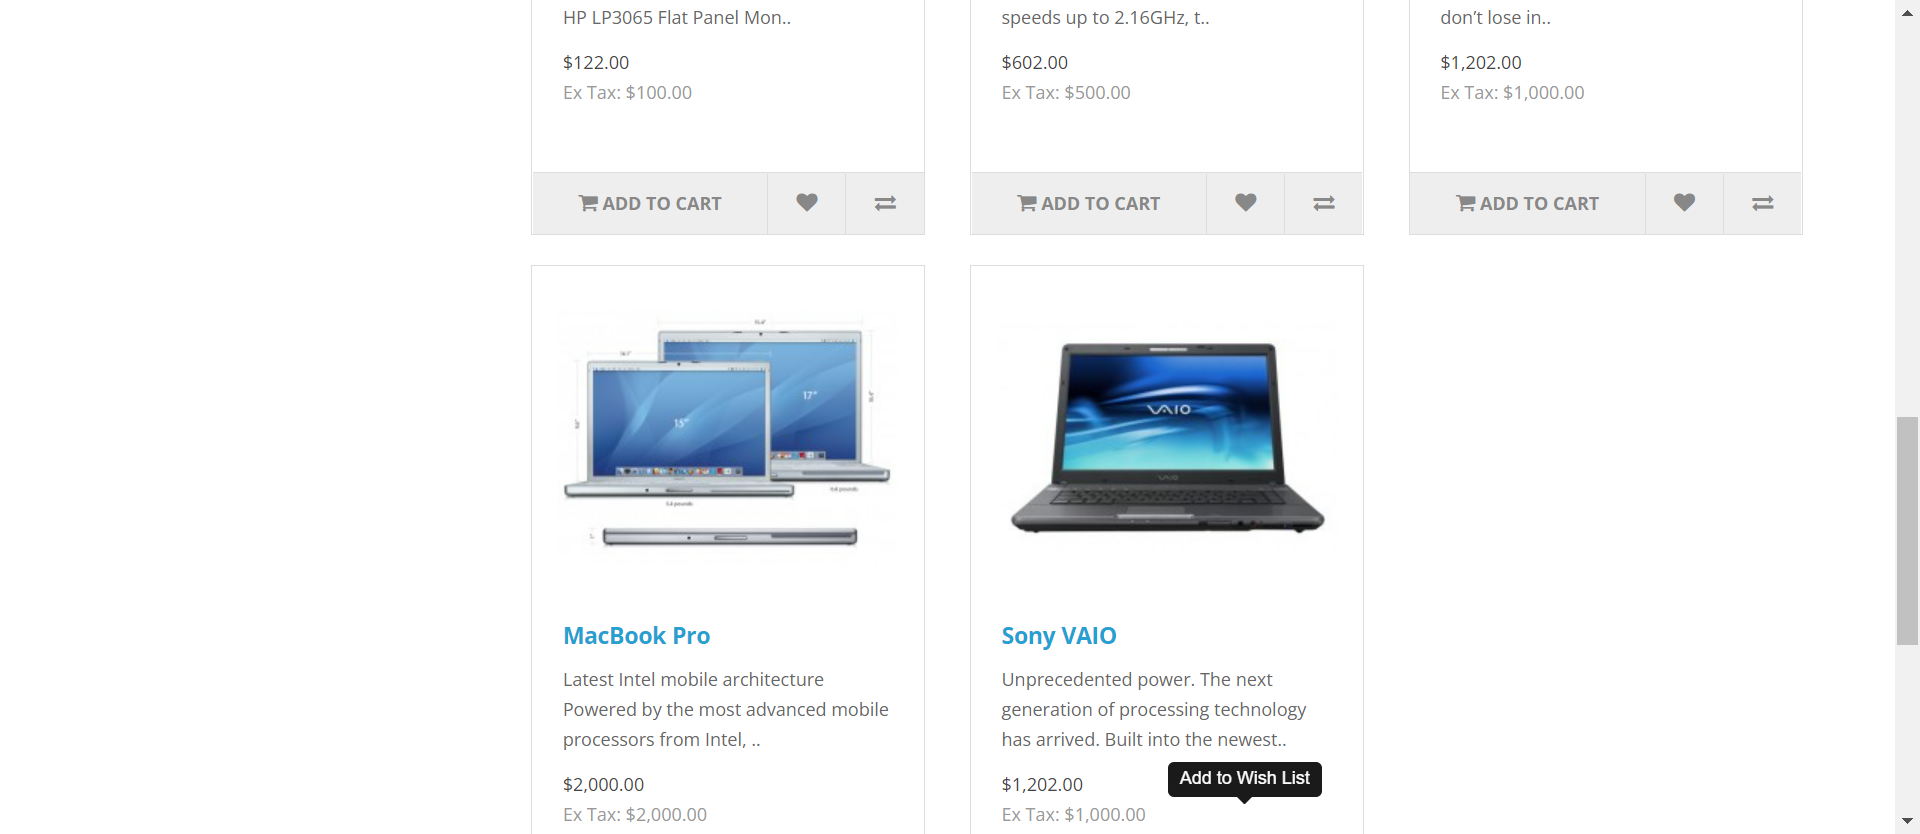 HP LP3065 Flat Panel Mon..
$122.00
Ex Tax: $100.00
ADD TO CART
speeds up to 2.16GHz, t..
$602.00
Ex Tax: $500.00
ADD TO CART
don’t lose in..
$1,202.00
Ex Tax: $1,000.00
ADD TO CART
17"
15"
MacBook Pro
Latest Intel mobile architecture
Powered by the most advanced mobile
processors from Intel, ..
$2,000.00
Ex Tax: $2,000.00
VAIO
VAIO
Sony VAIO
Unprecedented power. The next
generation of processing technology
has arrived. Built into the newest..
$1,202.00
Ex Tax: $1,000.00
Add to Wish List